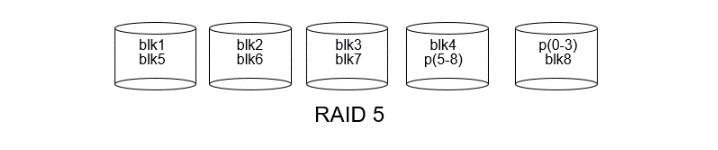 blk1 blk2 blk3 blk4 p(0-3)
blk5 blk6 blk7 p(5-8) blk8
RAID 5